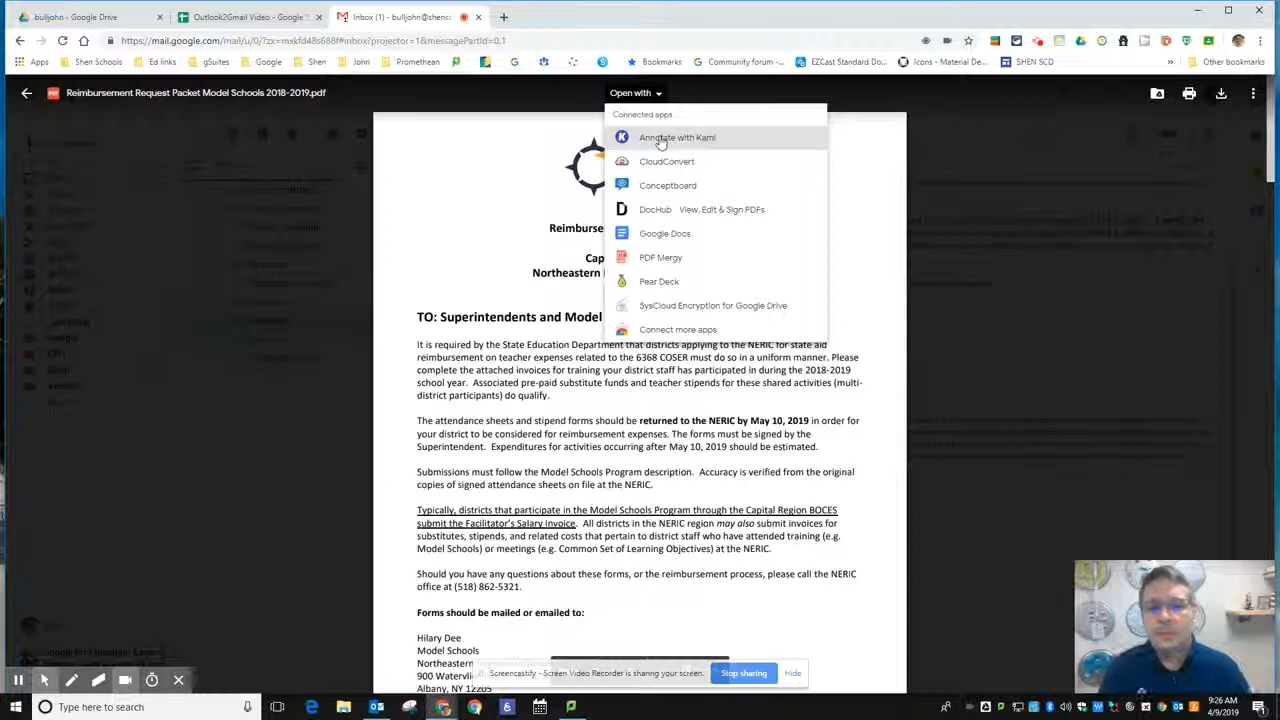 bulljohn - Google Drive
Outlook2Gmail Video - Google
Inbox (1) - bulljohn@shensc
https://mail.google.com/mail/u/0/?zx=mxkfd48s688f#inbox?projector=1&messagePartId=0.1
Apps
Shen Schools
Ed links
gSuites
Google
Shen
John
Promethean
Bookmarks
Community forum -
EZCast Standard Do
Icons - Material De
SHEN SCD
Other bookmarks
Reimbursement Request Packet Model Schools 2018-2019.pdf
Open with
Connected apps
Annotate with Kami
CloudConvert
Conceptboard
DocHub View, Edit & Sign PDFs
Google Docs
PDF Mergy
Pear Deck
SysCloud Encryption for Google Drive
Connect more apps
Reimburse
Cap
Northeastern
TO: Superintendents and Model
It is required by the State Education Department that districts applying to the NERIC for state aid
reimbursement on teacher expenses related to the 6368 COSER must do so in a uniform manner. Please
complete the attached invoices for training your district staff has participated in during the 2018-2019
school year. Associated pre-paid substitute funds and teacher stipends for these shared activities (multi-
district participants) do qualify.
The attendance sheets and stipend forms should be returned to the NERIC by May 10, 2019 in order for
your district to be considered for reimbursement expenses. The forms must be signed by the
Superintendent. Expenditures for activities occurring after May 10, 2019 should be estimated.
Submissions must follow the Model Schools Program description. Accuracy is verified from the original
copies of signed attendance sheets on file at the NERIC.
Typically, districts that participate in the Model Schools Program through the Capital Region BOCES
submit the Facilitator's Salary Invoice. All districts in the NERIC region may also submit invoices for
substitutes, stipends, and related costs that pertain to district staff who have attended training (e.g.
Model Schools) or meetings (e.g. Common Set of Learning Objectives) at the NERIC.
Should you have any questions about these forms, or the reimbursement process, please call the NERIC
office at (518) 862-5321.
Forms should be mailed or emailed to:
Hilary Dee
Model Schools
Northeastern
900 Watervli
Albany, NY 12205
Screencastify - Screen Video Recorder is sharing your screen.
Stop sharing
Hide
Type here to search
9:26 AM
4/9/2019